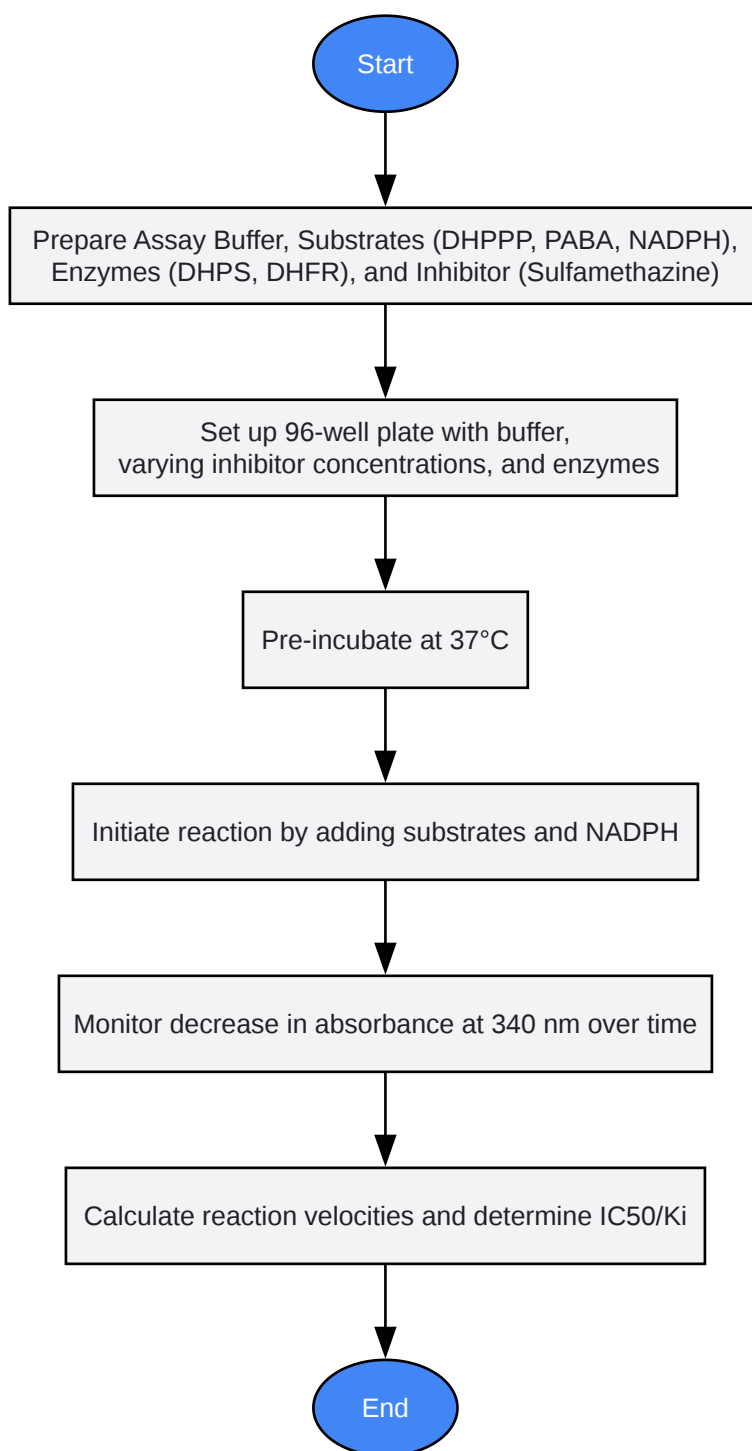 Start
Prepare Assay Buffer, Substrates (DHPPP, PABA, NADPH),
Enzymes (DHPS, DHFR), and Inhibitor (Sulfamethazine)
Set up 96-well plate with buffer,
varying inhibitor concentrations, and enzymes
Pre-incubate at 37°C
Initiate reaction by adding substrates and NADPH
Monitor decrease in absorbance at 340 nm over time
Calculate reaction velocities and determine IC50/Ki
End